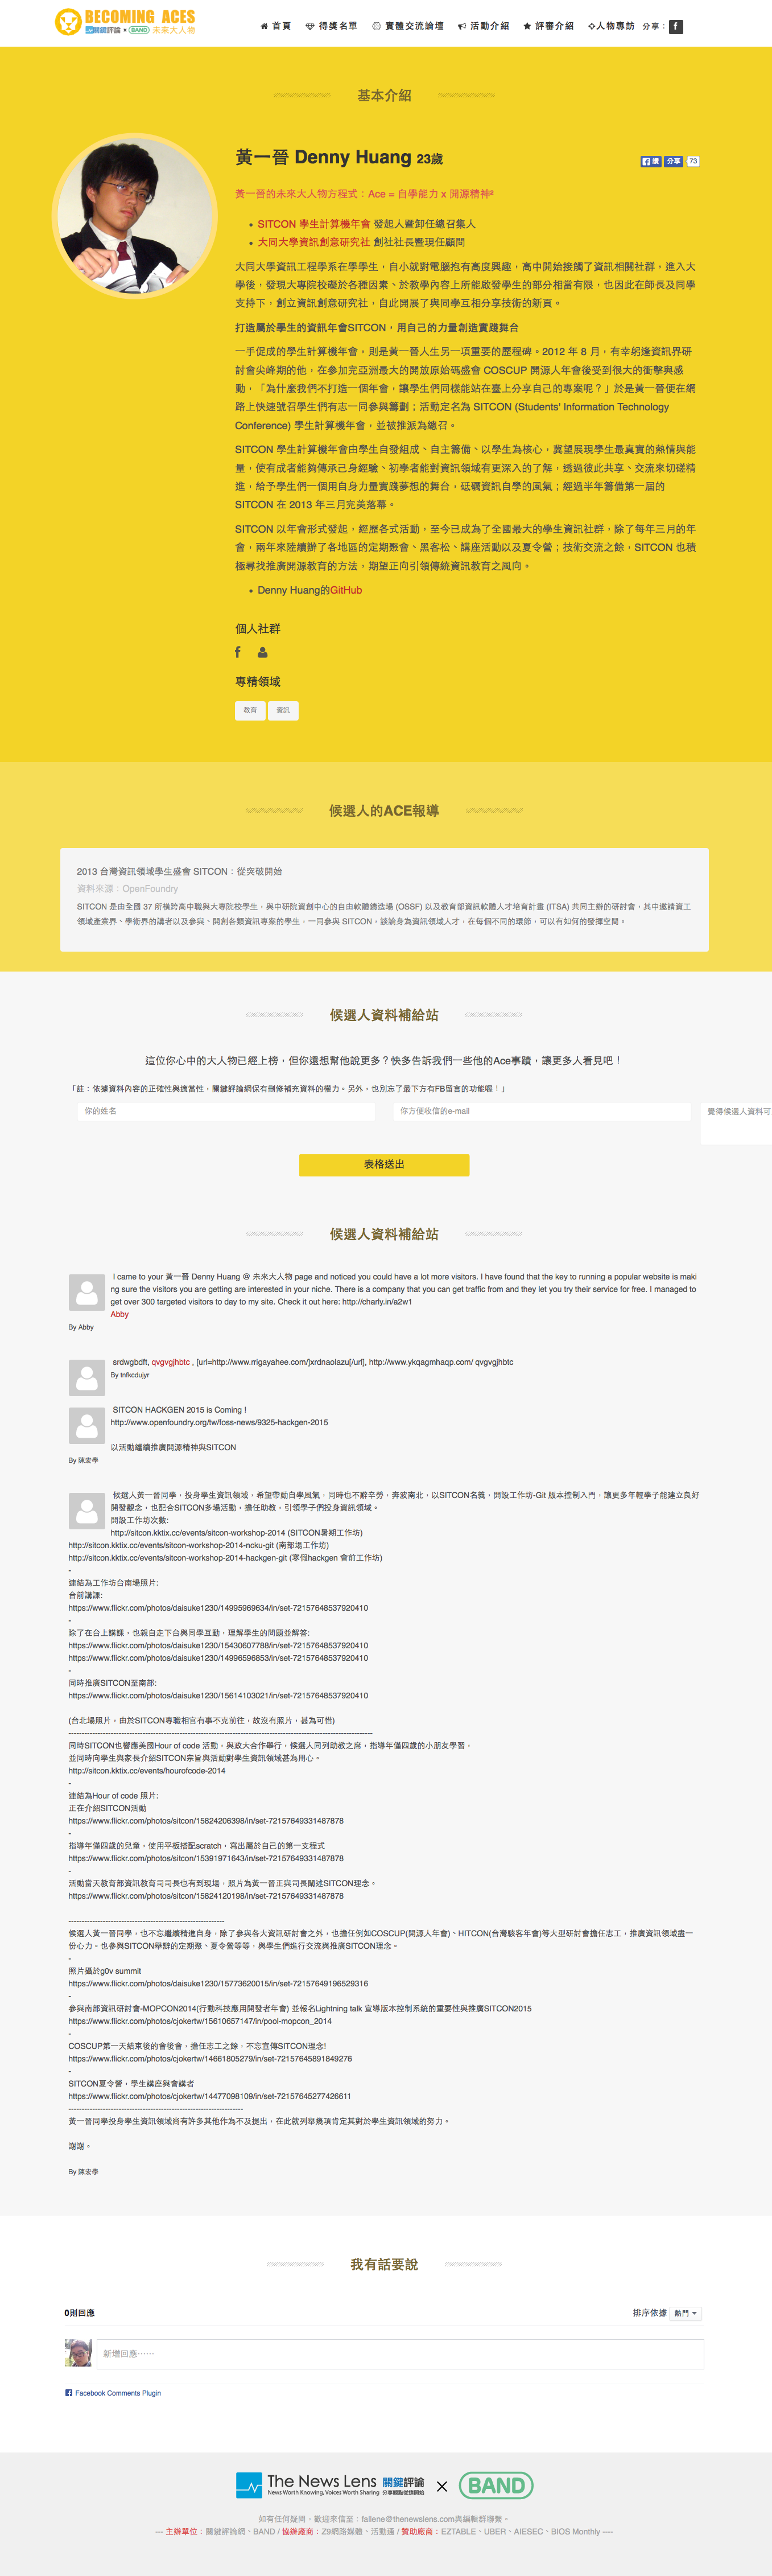 BECOMING ACES
關鍵評論 × BAND 未來大人物
首頁 得獎名單 實體交流論壇 活動介紹 評審介紹 人物專訪 分享：
基本介紹
黃一晉 Denny Huang 23歲
讚 分享 73
黃一晉的未來大人物方程式：Ace = 自學能力 x 開源精神²
SITCON 學生計算機年會 發起人暨卸任總召集人
大同大學資訊創意研究社 創社社長暨現任顧問
大同大學資訊工程學系在學學生，自小就對電腦抱有高度興趣，高中開始接觸了資訊相關社群，進入大
學後，發現大專院校礙於各種因素、於教學內容上所能啟發學生的部分相當有限，也因此在師長及同學
支持下，創立資訊創意研究社，自此開展了與同學互相分享技術的新頁。
打造屬於學生的資訊年會SITCON，用自己的力量創造實踐舞台
一手促成的學生計算機年會，則是黃一晉人生另一項重要的歷程碑。2012 年 8 月，有幸躬逢資訊界研
討會尖峰期的他，在參加完亞洲最大的開放原始碼盛會 COSCUP 開源人年會後受到很大的衝擊與感
動，「為什麼我們不打造一個年會，讓學生們同樣能站在臺上分享自己的專案呢？」於是黃一晉便在網
路上快速號召學生們有志一同參與籌劃；活動定名為 SITCON (Students' Information Technology
Conference) 學生計算機年會，並被推派為總召。
SITCON 學生計算機年會由學生自發組成、自主籌備、以學生為核心，冀望展現學生最真實的熱情與能
量，使有成者能夠傳承己身經驗、初學者能對資訊領域有更深入的了解，透過彼此共享、交流來切磋精
進，給予學生們一個用自身力量實踐夢想的舞台，砥礪資訊自學的風氣；經過半年籌備第一屆的
SITCON 在 2013 年三月完美落幕。
SITCON 以年會形式發起，經歷各式活動，至今已成為了全國最大的學生資訊社群，除了每年三月的年
會，兩年來陸續辦了各地區的定期聚會、黑客松、講座活動以及夏令營；技術交流之餘，SITCON 也積
極尋找推廣開源教育的方法，期望正向引領傳統資訊教育之風向。
Denny Huang的GitHub
個人社群
專精領域
教育 資訊
候選人的ACE報導
2013 台灣資訊領域學生盛會 SITCON：從突破開始
資料來源：OpenFoundry
SITCON 是由全國 37 所橫跨高中職與大專院校學生，與中研院資創中心的自由軟體鑄造場 (OSSF) 以及教育部資訊軟體人才培育計畫 (ITSA) 共同主辦的研討會，其中邀請資工
領域產業界、學術界的講者以及參與、開創各類資訊專案的學生，一同參與 SITCON，談論身為資訊領域人才，在每個不同的環節，可以有如何的發揮空間。
候選人資料補給站
這位你心中的大人物已經上榜，但你還想幫他說更多？快多告訴我們一些他的Ace事蹟，讓更多人看見吧！
「註：依據資料內容的正確性與適當性，關鍵評論網保有刪修補充資料的權力。另外，也別忘了最下方有FB留言的功能喔！」
你的姓名 你方便收信的e-mail 覺得候選人資料可
表格送出
候選人資料補給站
I came to your 黃一晉 Denny Huang @ 未來大人物 page and noticed you could have a lot more visitors. I have found that the key to running a popular website is maki
ng sure the visitors you are getting are interested in your niche. There is a company that you can get traffic from and they let you try their service for free. I managed to
get over 300 targeted visitors to day to my site. Check it out here: http://charly.in/a2w1
Abby
By Abby
srdwgbdft, qvgvgjhbtc , [url=http://www.rrigayahee.com/]xrdnaolazu[/url], http://www.ykqagmhaqp.com/ qvgvgjhbtc
By tnfkcdujyr
SITCON HACKGEN 2015 is Coming !
http://www.openfoundry.org/tw/foss-news/9325-hackgen-2015
以活動繼續推廣開源精神與SITCON
By 陳宏學
候選人黃一晉同學，投身學生資訊領域，希望帶動自學風氣，同時也不辭辛勞，奔波南北，以SITCON名義，開設工作坊-Git 版本控制入門，讓更多年輕學子能建立良好
開發觀念，也配合SITCON多場活動，擔任助教，引領學子們投身資訊領域。
開設工作坊次數:
http://sitcon.kktix.cc/events/sitcon-workshop-2014 (SITCON暑期工作坊)
http://sitcon.kktix.cc/events/sitcon-workshop-2014-ncku-git (南部場工作坊)
http://sitcon.kktix.cc/events/sitcon-workshop-2014-hackgen-git (寒假hackgen 會前工作坊)
-
連結為工作坊台南場照片:
台前講課:
https://www.flickr.com/photos/daisuke1230/14995969634/in/set-72157648537920410
-
除了在台上講課，也親自走下台與同學互動，理解學生的問題並解答:
https://www.flickr.com/photos/daisuke1230/15430607788/in/set-72157648537920410
https://www.flickr.com/photos/daisuke1230/14996596853/in/set-72157648537920410
-
同時推廣SITCON至南部:
https://www.flickr.com/photos/daisuke1230/15614103021/in/set-72157648537920410
(台北場照片，由於SITCON專職相官有事不克前往，故沒有照片，甚為可惜)
--------------------------------------------------------------------------------
同時SITCON也響應美國Hour of code 活動，與政大合作舉行，候選人同列助教之席，指導年僅四歲的小朋友學習，
並同時向學生與家長介紹SITCON宗旨與活動對學生資訊領域甚為用心。
http://sitcon.kktix.cc/events/hourofcode-2014
-
連結為Hour of code 照片:
正在介紹SITCON活動
https://www.flickr.com/photos/sitcon/15824206398/in/set-72157649331487878
-
指導年僅四歲的兒童，使用平板搭配scratch，寫出屬於自己的第一支程式
https://www.flickr.com/photos/sitcon/15391971643/in/set-72157649331487878
-
活動當天教育部資訊教育司司長也有到現場，照片為黃一晉正與司長闡述SITCON理念。
https://www.flickr.com/photos/sitcon/15824120198/in/set-72157649331487878
-----------------------------------------------------------
候選人黃一晉同學，也不忘繼續精進自身，除了參與各大資訊研討會之外，也擔任例如COSCUP(開源人年會)、HITCON(台灣駭客年會)等大型研討會擔任志工，推廣資訊領域盡一
份心力。也參與SITCON舉辦的定期聚、夏令營等等，與學生們進行交流與推廣SITCON理念。
-
照片攝於g0v summit
https://www.flickr.com/photos/daisuke1230/15773620015/in/set-72157649196529316
-
參與南部資訊研討會-MOPCON2014(行動科技應用開發者年會) 並報名Lightning talk 宣導版本控制系統的重要性與推廣SITCON2015
https://www.flickr.com/photos/cjokertw/15610657147/in/pool-mopcon_2014
-
COSCUP第一天結束後的會後會，擔任志工之餘，不忘宣傳SITCON理念!
https://www.flickr.com/photos/cjokertw/14661805279/in/set-72157645891849276
-
SITCON夏令營，學生講座與會講者
https://www.flickr.com/photos/cjokertw/14477098109/in/set-72157645277426611
------------------------------------------------------------------
黃一晉同學投身學生資訊領域尚有許多其他作為不及提出，在此就列舉幾項肯定其對於學生資訊領域的努力。
謝謝。
By 陳宏學
我有話要說
0則回應 排序依據 熱門
新增回應……
Facebook Comments Plugin
The News Lens 關鍵評論
News Worth Knowing, Voices Worth Sharing 分享觀點從這開始
× BAND
如有任何疑問，歡迎來信至：fallene@thenewslens.com與編輯群聯繫。
--- 主辦單位：關鍵評論網、BAND / 協辦廠商：Z9網路媒體、活動通 / 贊助廠商：EZTABLE、UBER、AIESEC、BIOS Monthly ----